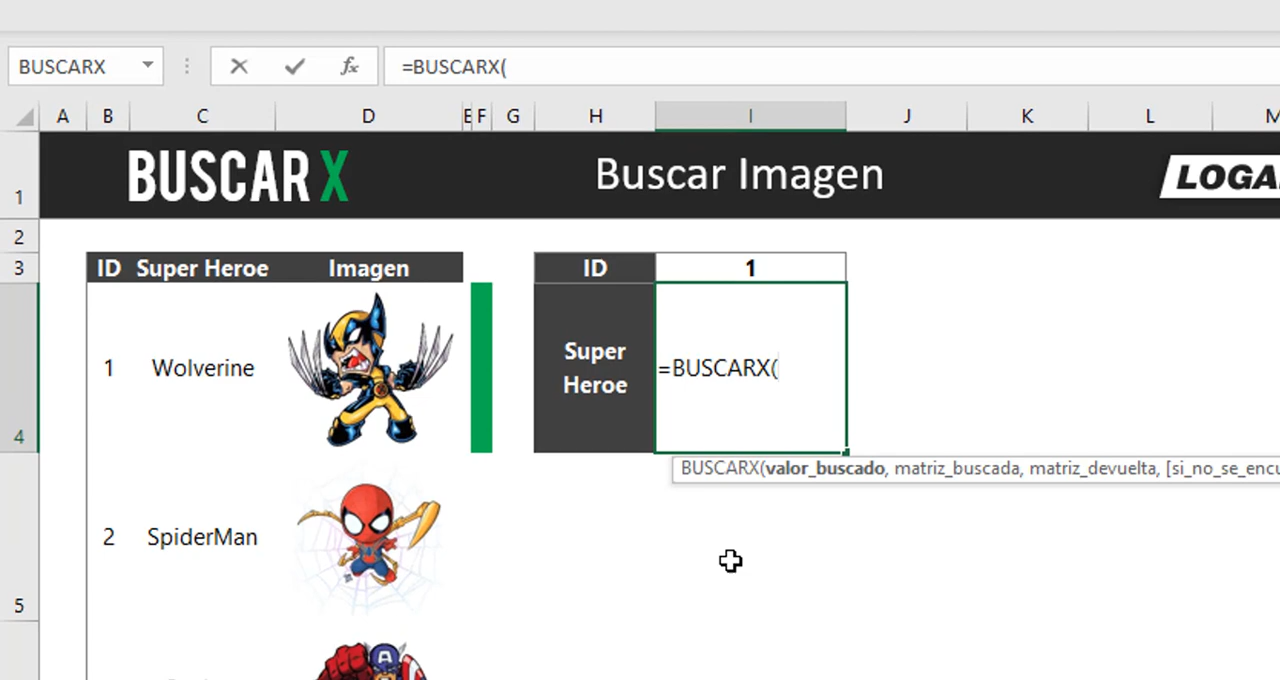 BUSCARX =BUSCARX(
A B C D E F G H I J K L M
1 BUSCAR X Buscar Imagen LOGA
2
3 ID Super Heroe Imagen ID 1
1 Wolverine Super Heroe =BUSCARX(
4
BUSCARX(valor_buscado, matriz_buscada, matriz_devuelta, [si_no_se_encu
2 SpiderMan
5
A